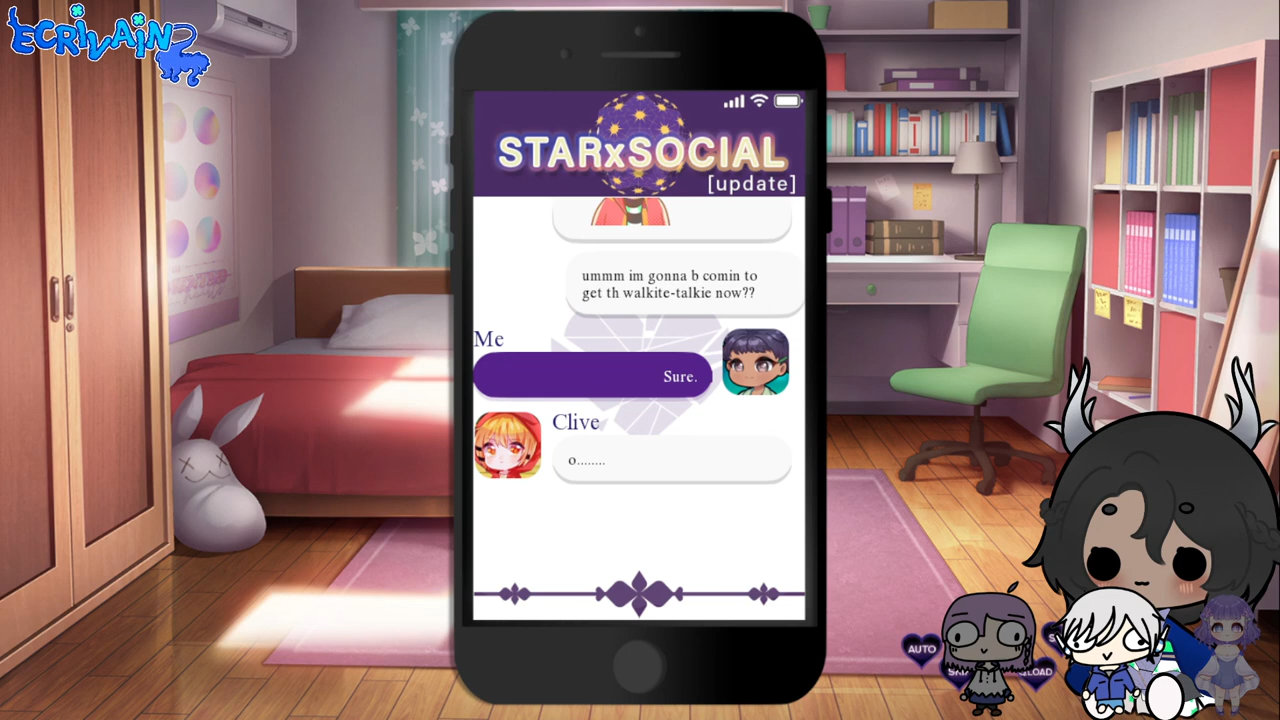 ECRIVAIN
STARxSOCIAL
[update]
ummm im gonna b comin to
get th walkite-talkie now??
Me
Sure.
Clive
o........
AUTO
LOAD